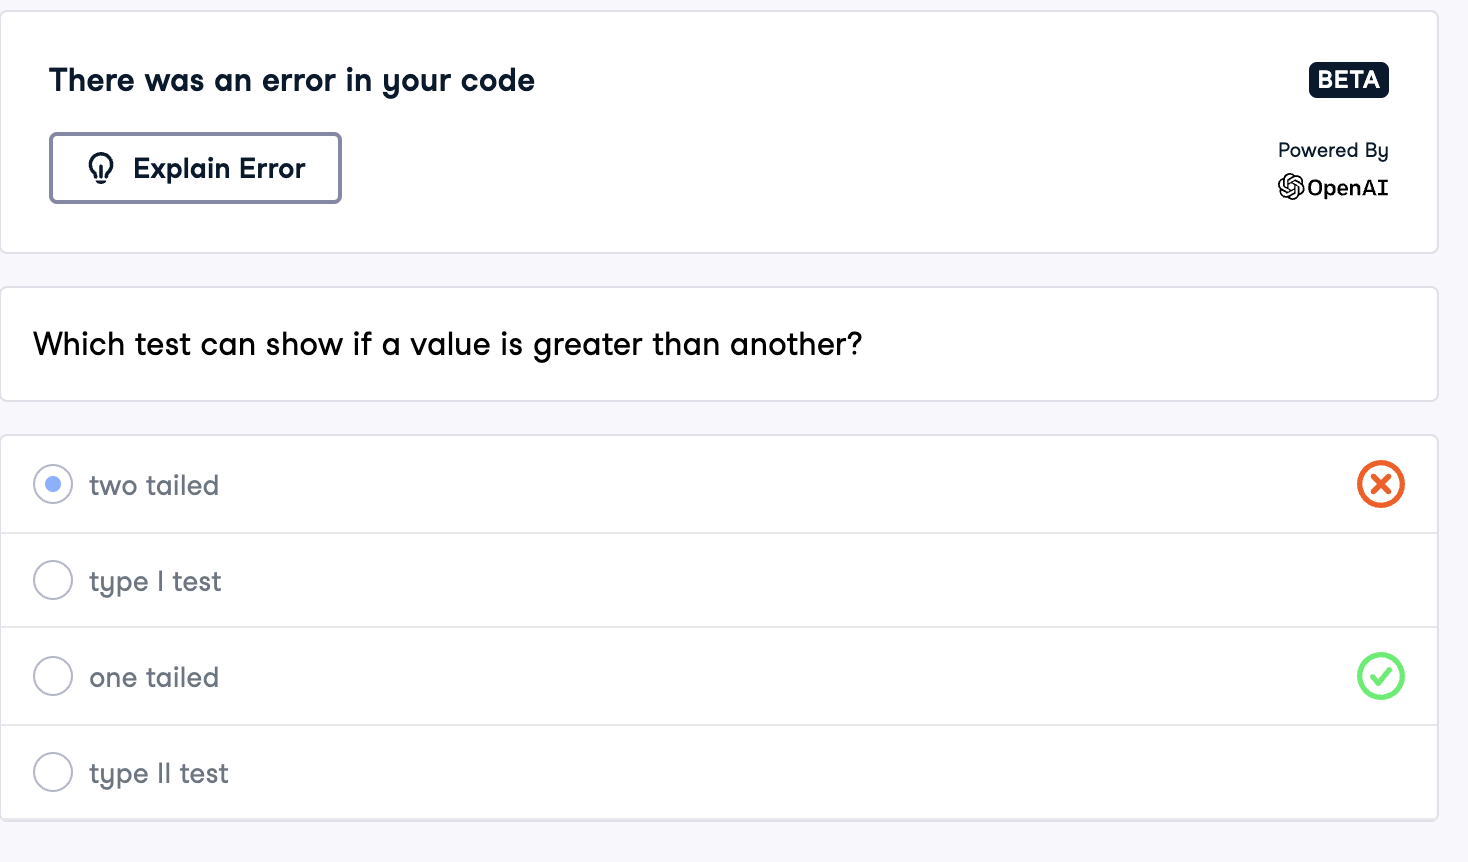 There was an error in your code
BETA
Explain Error
Powered By
OpenAI
Which test can show if a value is greater than another?
two tailed
type I test
one tailed
type II test